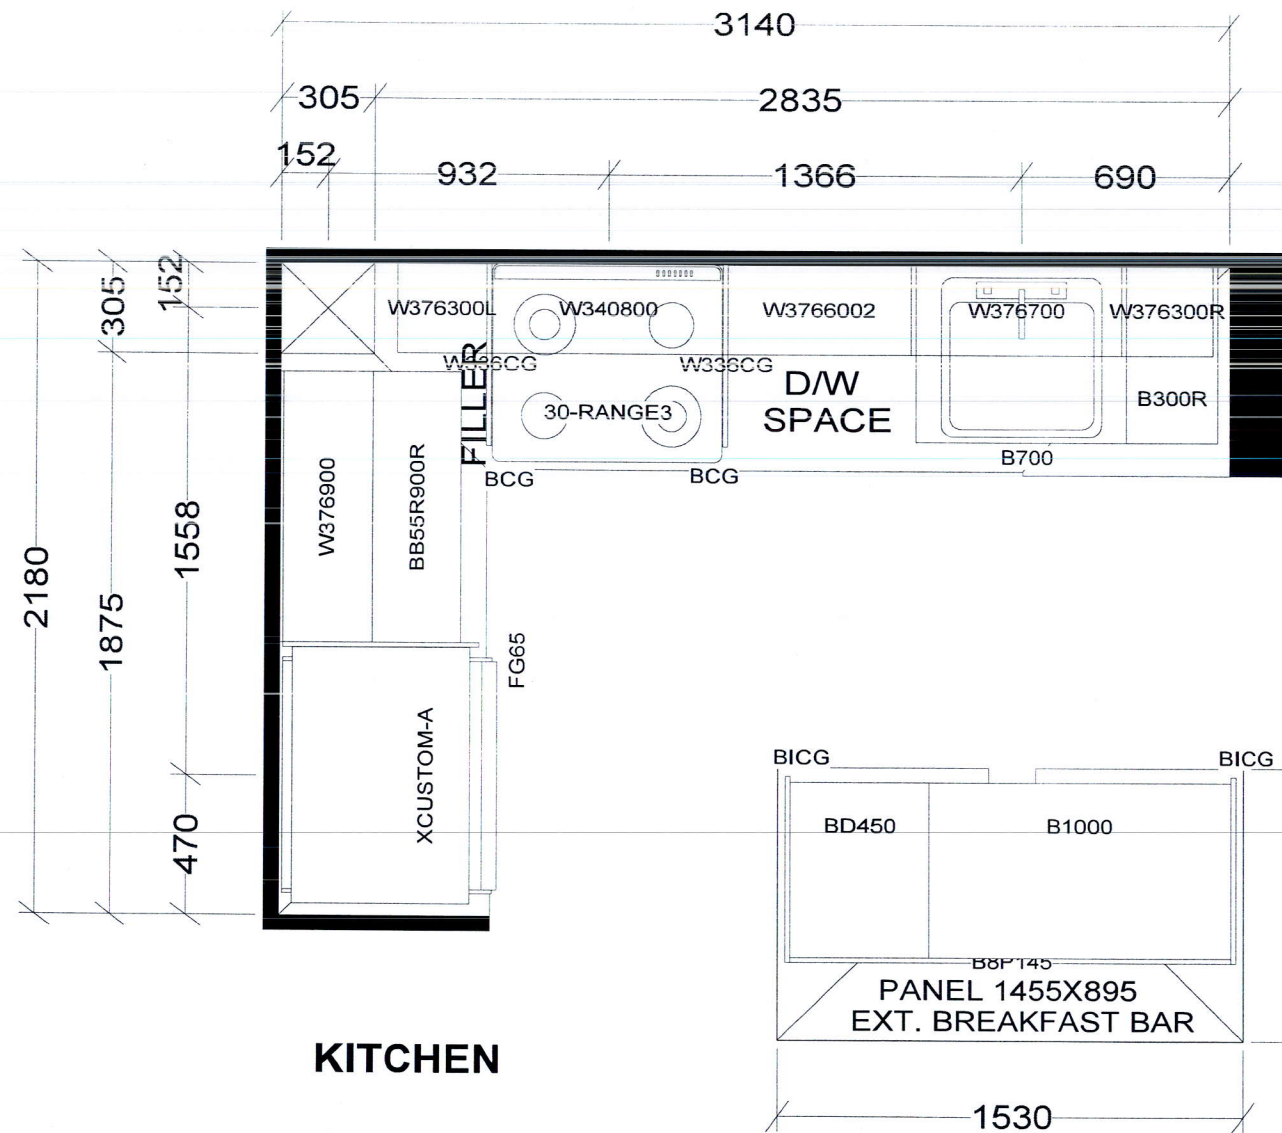 3140
305 2835
152 932 1366 690
2180
305
152
1875
1558
470
W376300L
W340800
W3766002
W376700
W376300R
W336CG
W336CG
FILLER
30-RANGE3
D/W
SPACE
B300R
B700
BCG
BCG
W376900
BB55R900R
FG65
XCUSTOM-A
BICG
BICG
BD450
B1000
B8P145
PANEL 1455X895
EXT. BREAKFAST BAR
KITCHEN
1530